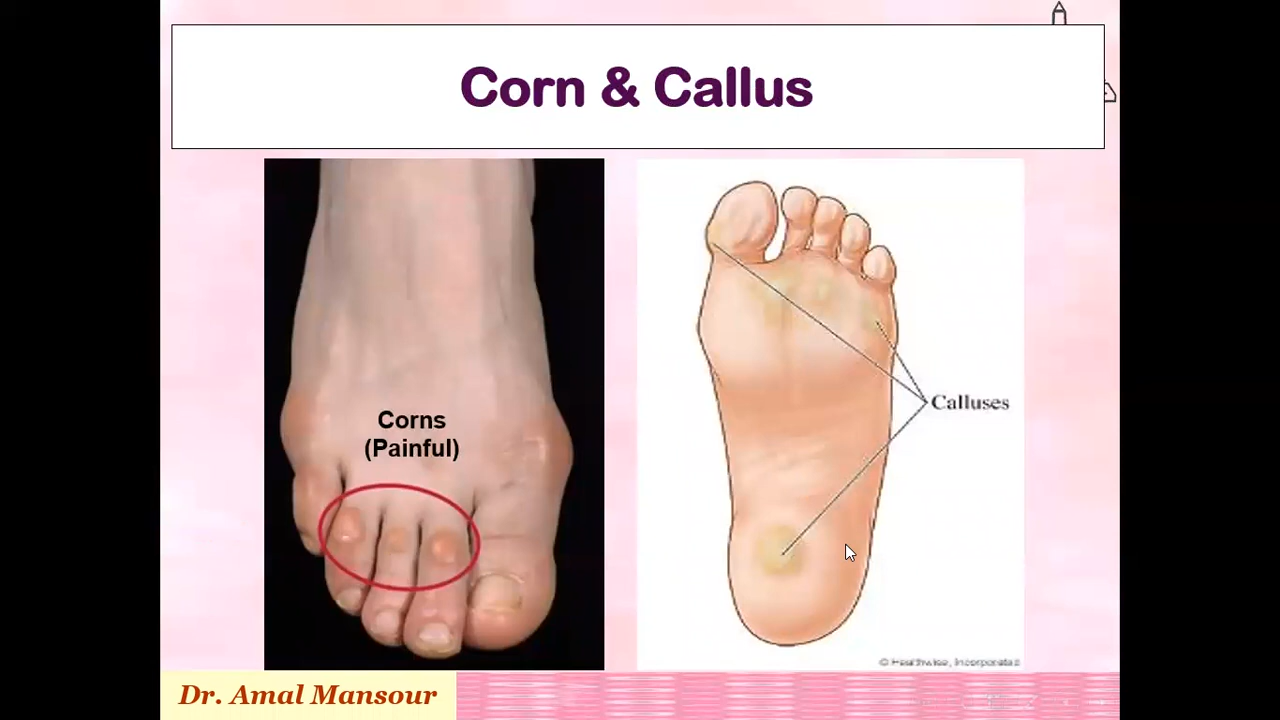 Corn & Callus
Corns
(Painful)
Calluses
© Healthwise, Incorporated
Dr. Amal Mansour